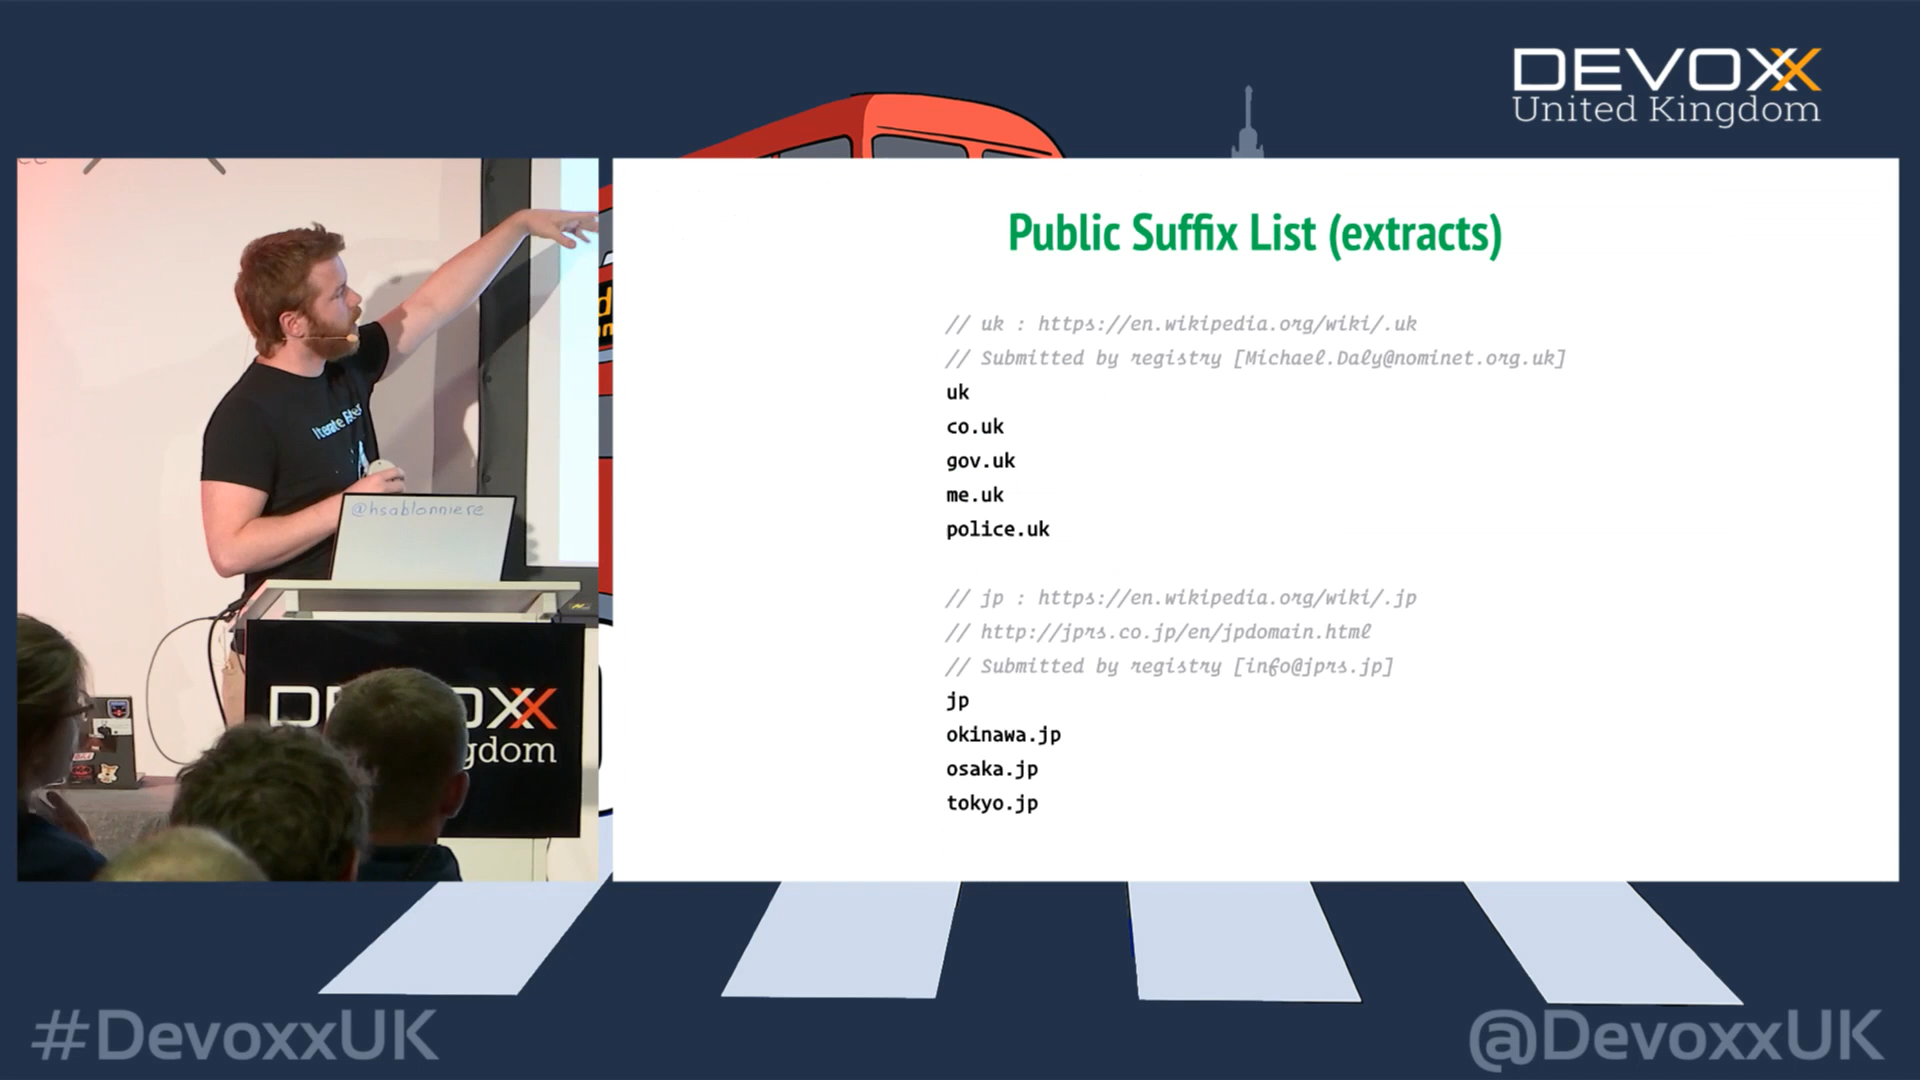 DEVOXX
United Kingdom
Public Suffix List (extracts)
// uk : https://en.wikipedia.org/wiki/.uk
// Submitted by registry [Michael.Daly@nominet.org.uk]
uk
co.uk
gov.uk
me.uk
police.uk
// jp : https://en.wikipedia.org/wiki/.jp
// http://jprs.co.jp/en/jpdomain.html
// Submitted by registry [info@jprs.jp]
jp
okinawa.jp
osaka.jp
tokyo.jp
Iterate
@hsablonniere
#DevoxxUK
@DevoxxUK